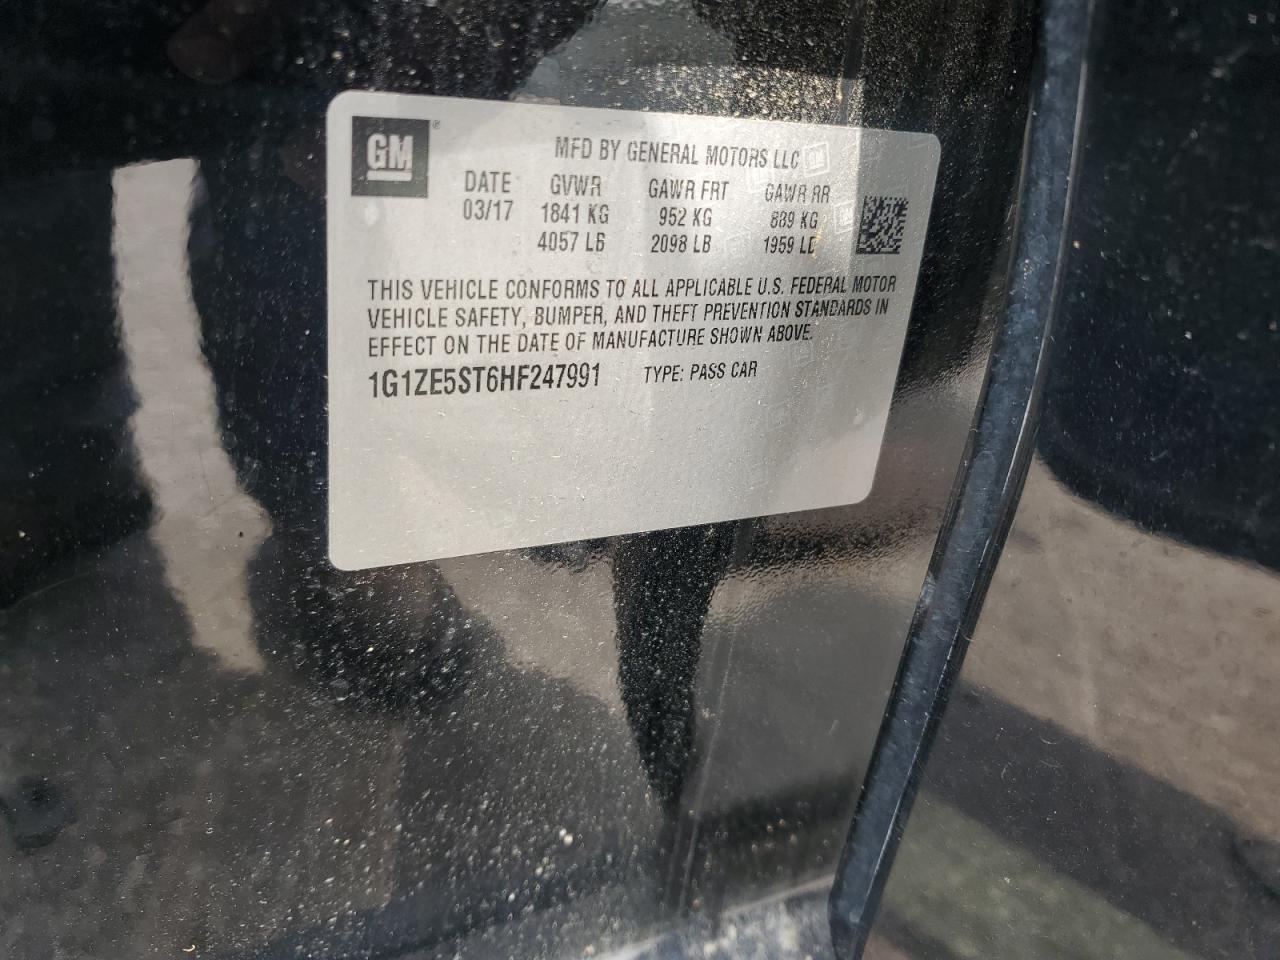 GM
MFD BY GENERAL MOTORS LLC
DATE GVWR GAWR FRT GAWR RR
03/17 1841 KG 952 KG 889 KG
4057 LB 2098 LB 1959 LB
THIS VEHICLE CONFORMS TO ALL APPLICABLE U.S. FEDERAL MOTOR
VEHICLE SAFETY, BUMPER, AND THEFT PREVENTION STANDARDS IN
EFFECT ON THE DATE OF MANUFACTURE SHOWN ABOVE.
1G1ZE5ST6HF247991 TYPE: PASS CAR